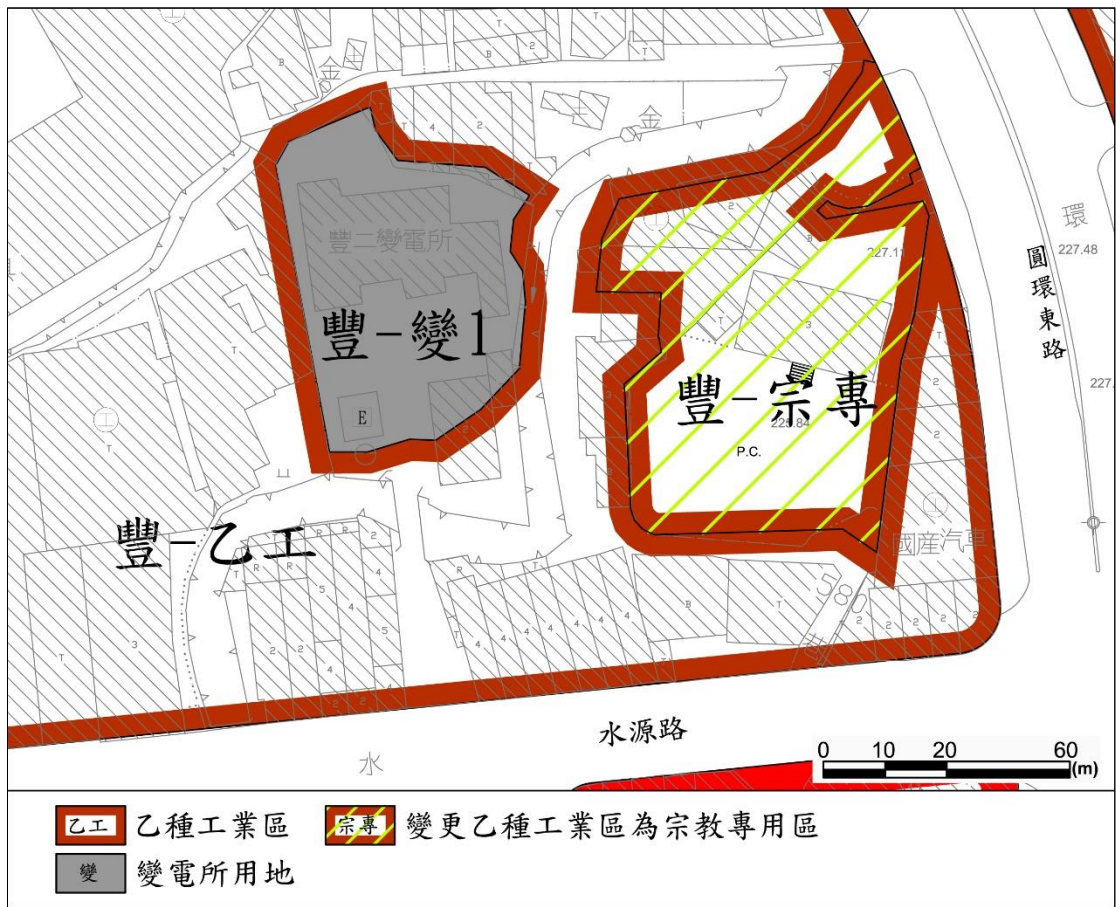 金 土
土 金
環
227.48
圓環東路
豐二變電所
227.11
豐-變1
豐-宗專
225.84
P.C.
E
227.
豐-乙工
國產汽車
580
巷
水源路
水
0 10 20 60
(m)
乙工 乙種工業區
宗專 變更乙種工業區為宗教專用區
變 變電所用地